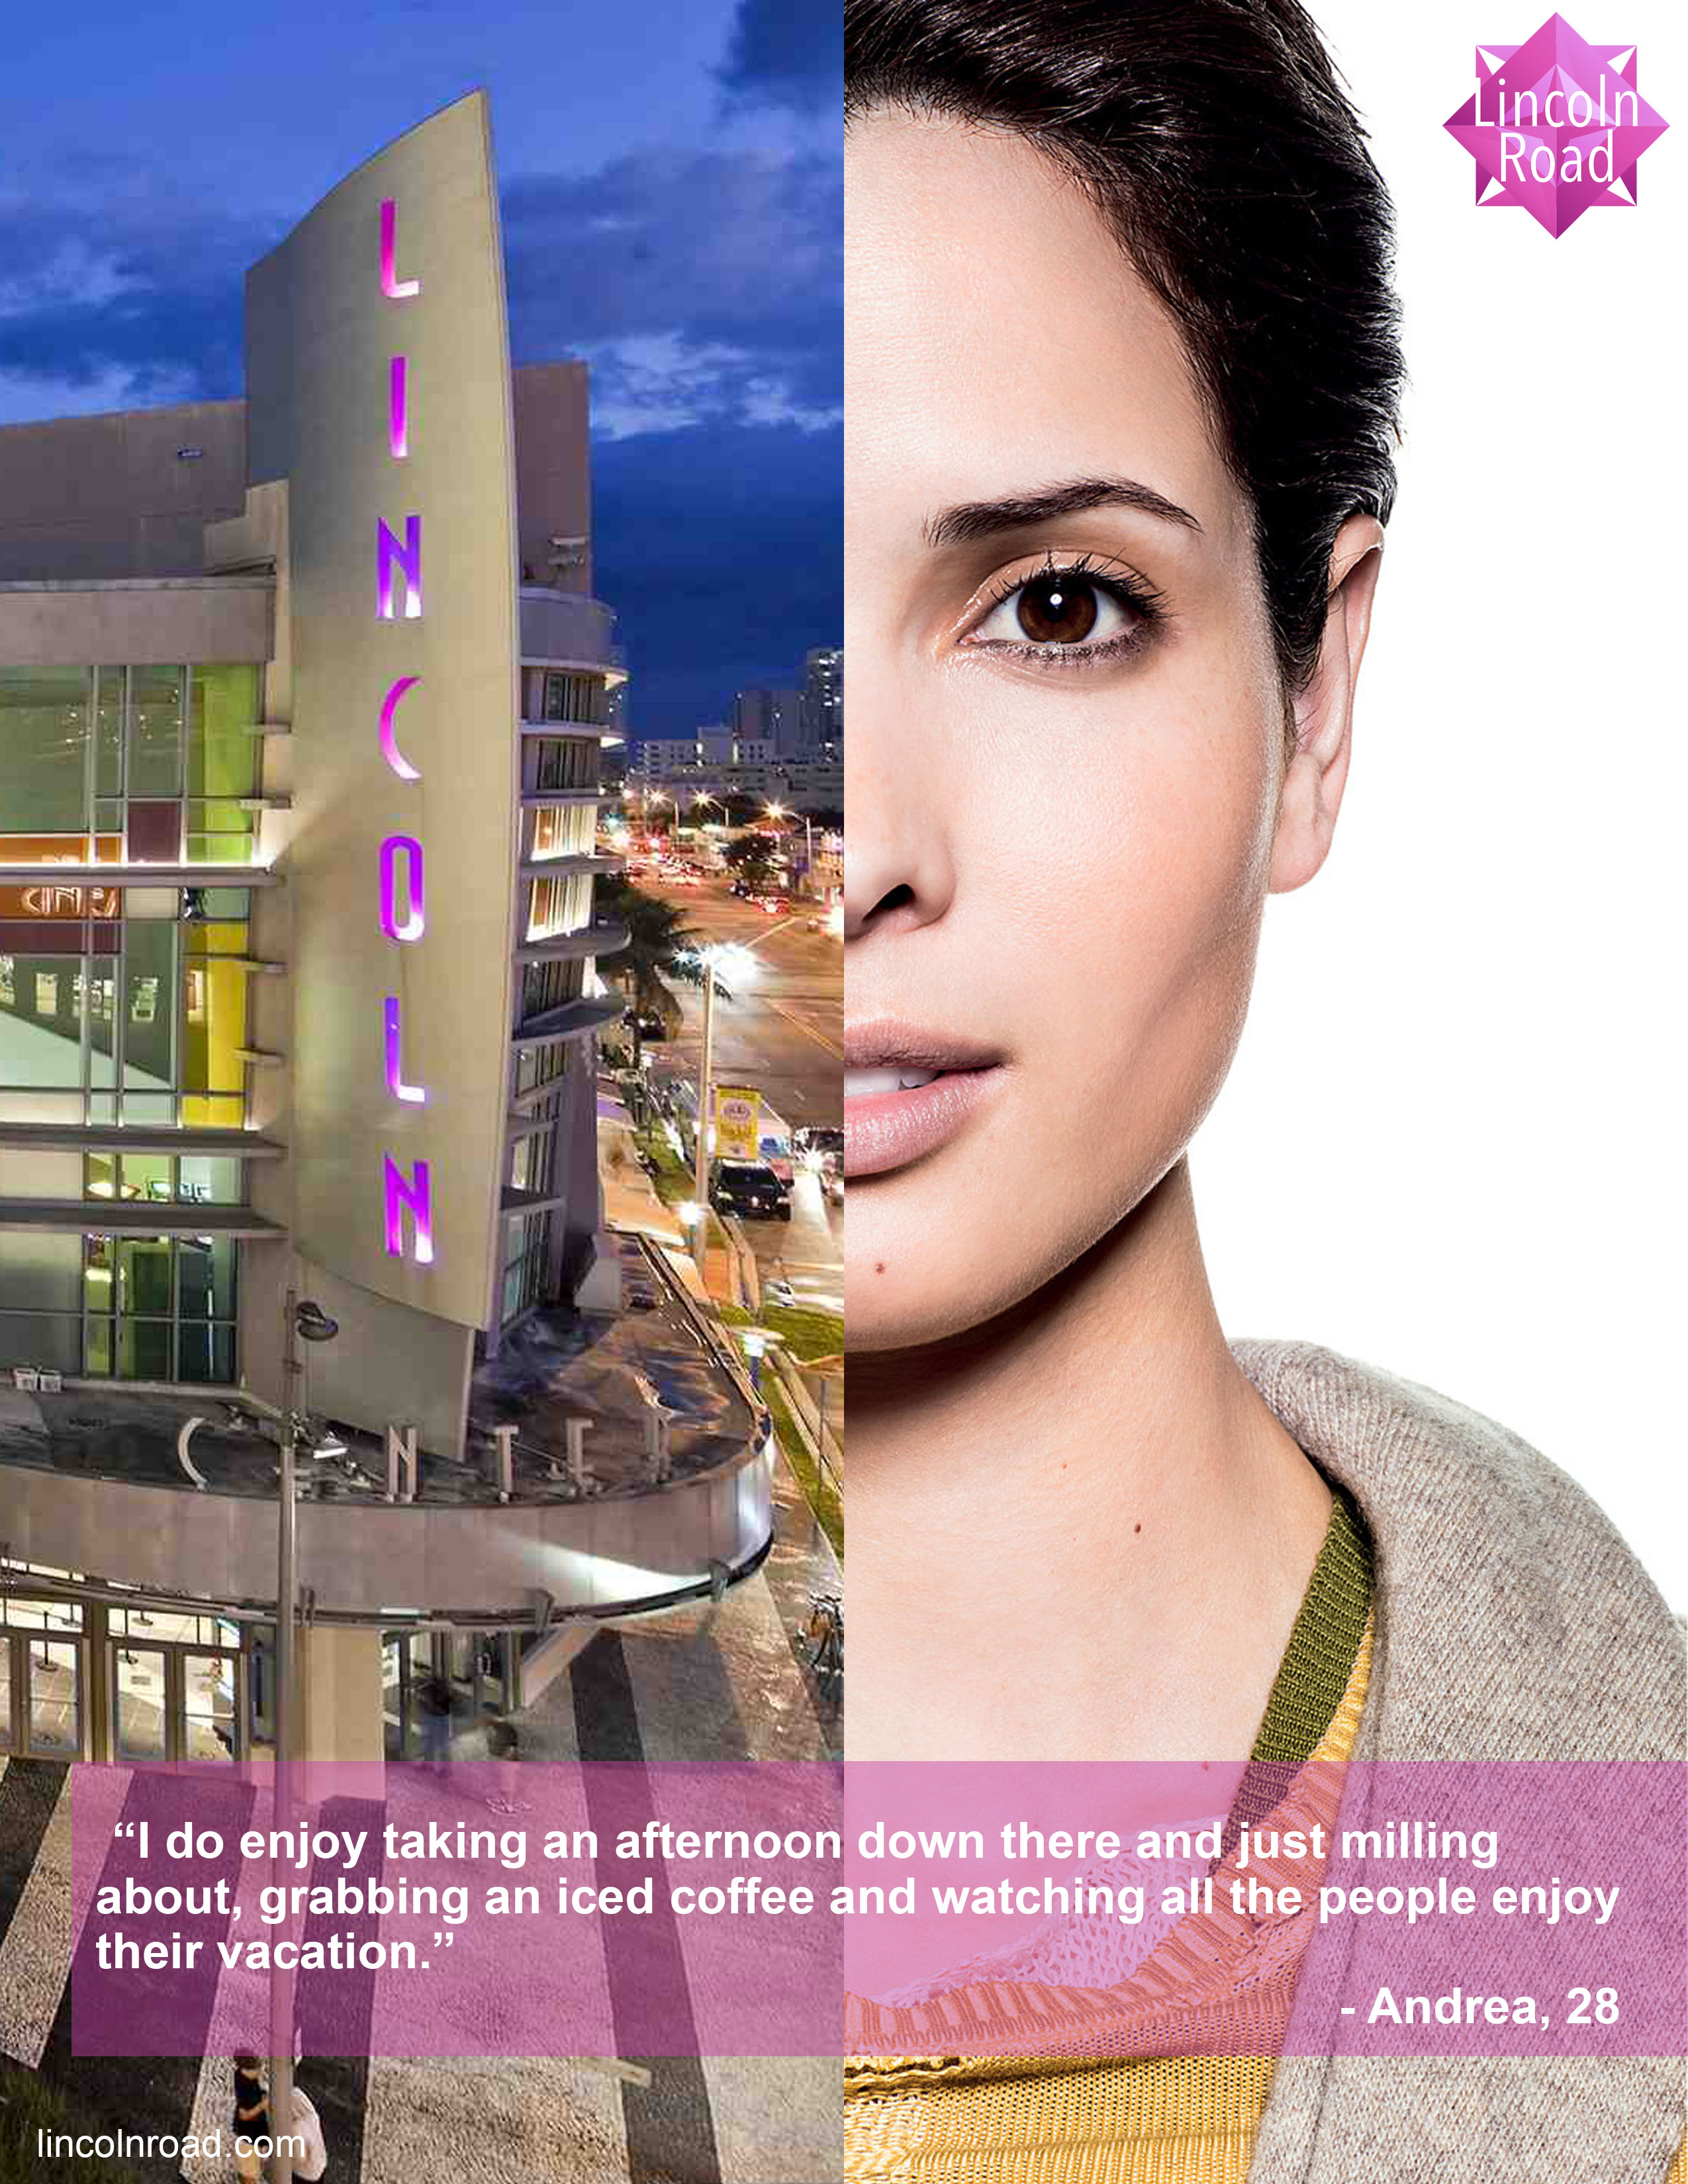 Lincoln
Road
LINCOLN
CENTER
“I do enjoy taking an afternoon down there and just milling
about, grabbing an iced coffee and watching all the people enjoy
their vacation.”
- Andrea, 28
lincolnroad.com